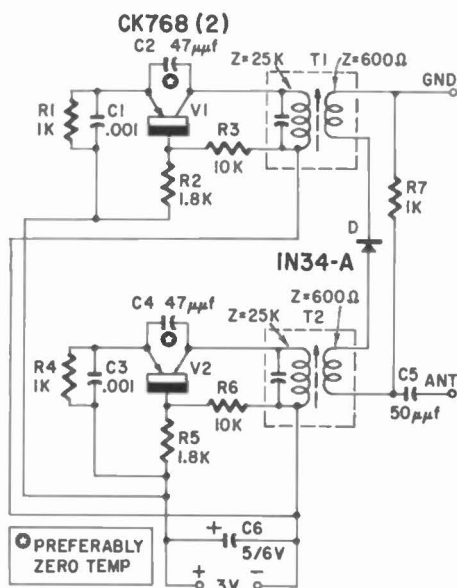 CK768 (2)
C2 47µµf
Z=25K
T1
Z=600Ω
GND
R1
1K
C1
.001
V1
R3
10K
R2
1.8K
R7
1K
D
1N34-A
C4 47µµf
Z=25K
Z=600Ω
T2
R4
1K
C3
.001
V2
R6
10K
C5
50µµf
ANT
R5
1.8K
+
C6
5/6V
PREFERABLY
ZERO TEMP
+ 3V -